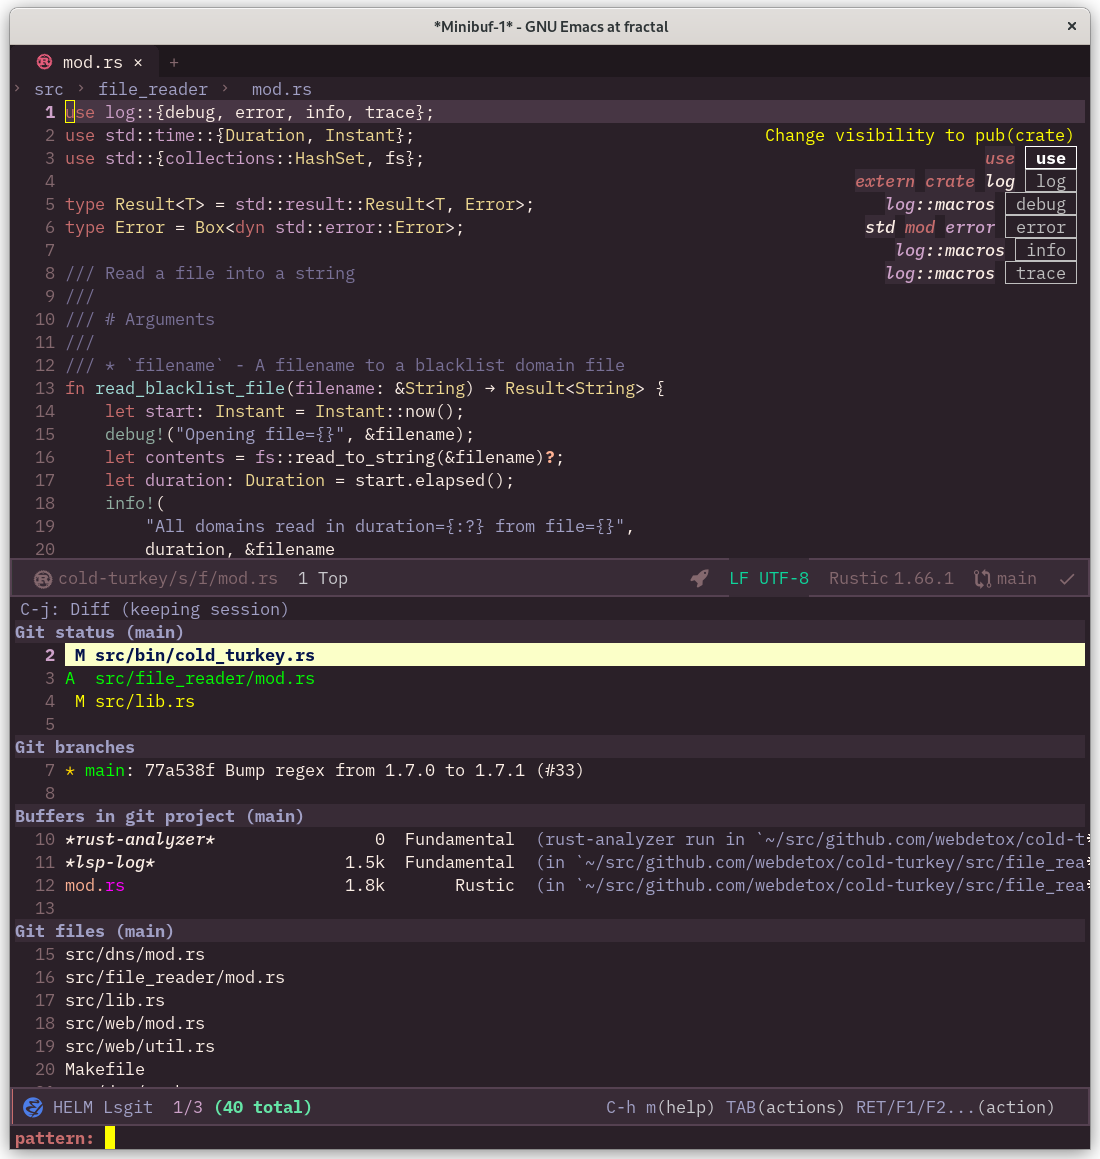 *Minibuf-1* - GNU Emacs at fractal ×
mod.rs × +
› src › file_reader › mod.rs
1 use log::{debug, error, info, trace};
2 use std::time::{Duration, Instant}; Change visibility to pub(crate)
3 use std::{collections::HashSet, fs}; use use
4 extern crate log log
5 type Result<T> = std::result::Result<T, Error>; log::macros debug
6 type Error = Box<dyn std::error::Error>; std mod error error
7 log::macros info
8 /// Read a file into a string log::macros trace
9 ///
10 /// # Arguments
11 ///
12 /// * `filename` - A filename to a blacklist domain file
13 fn read_blacklist_file(filename: &String) → Result<String> {
14 let start: Instant = Instant::now();
15 debug!("Opening file={}", &filename);
16 let contents = fs::read_to_string(&filename)?;
17 let duration: Duration = start.elapsed();
18 info!(
19 "All domains read in duration={:?} from file={}",
20 duration, &filename
cold-turkey/s/f/mod.rs 1 Top LF UTF-8 Rustic 1.66.1 main ✓
C-j: Diff (keeping session)
Git status (main)
2 M src/bin/cold_turkey.rs
3 A src/file_reader/mod.rs
4 M src/lib.rs
5
Git branches
7 * main: 77a538f Bump regex from 1.7.0 to 1.7.1 (#33)
8
Buffers in git project (main)
10 *rust-analyzer* 0 Fundamental (rust-analyzer run in `~/src/github.com/webdetox/cold-t
11 *lsp-log* 1.5k Fundamental (in `~/src/github.com/webdetox/cold-turkey/src/file_rea
12 mod.rs 1.8k Rustic (in `~/src/github.com/webdetox/cold-turkey/src/file_rea
13
Git files (main)
15 src/dns/mod.rs
16 src/file_reader/mod.rs
17 src/lib.rs
18 src/web/mod.rs
19 src/web/util.rs
20 Makefile
HELM Lsgit 1/3 (40 total) C-h m(help) TAB(actions) RET/F1/F2...(action)
pattern: